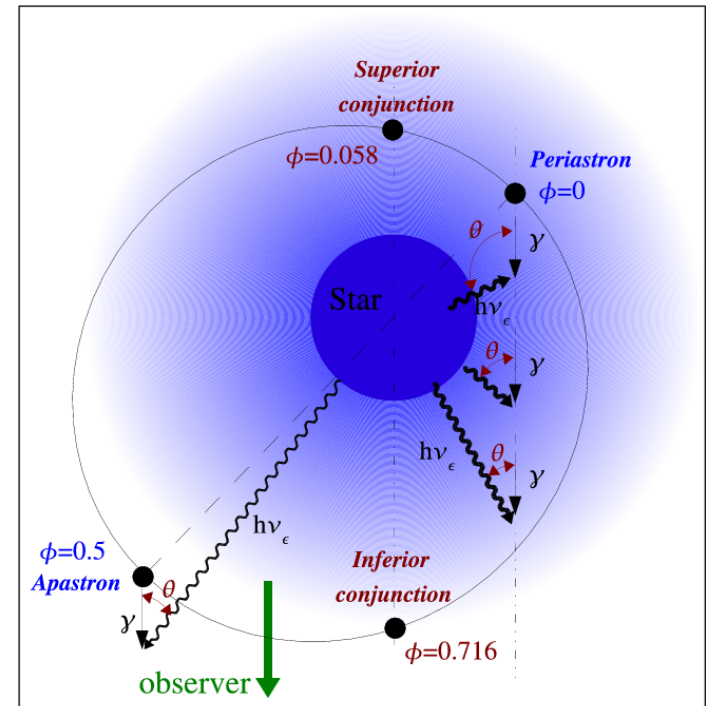 Superior
conjunction
ϕ=0.058
Periastron
ϕ=0
θ
γ
Star
hν_ϵ
θ
γ
hν_ϵ
θ
γ
hν_ϵ
ϕ=0.5
Apastron
θ
γ
Inferior
conjunction
ϕ=0.716
observer